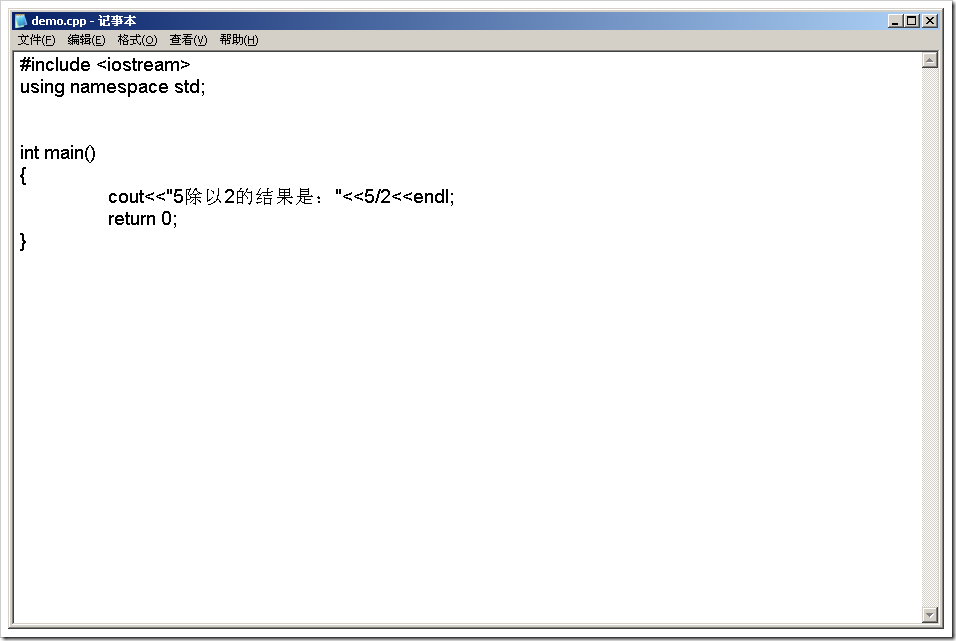 demo.cpp - 记事本
文件(F) 编辑(E) 格式(O) 查看(V) 帮助(H)
#include <iostream>
using namespace std;
int main()
{
cout<<"5除以2的结果是："<<5/2<<endl;
return 0;
}